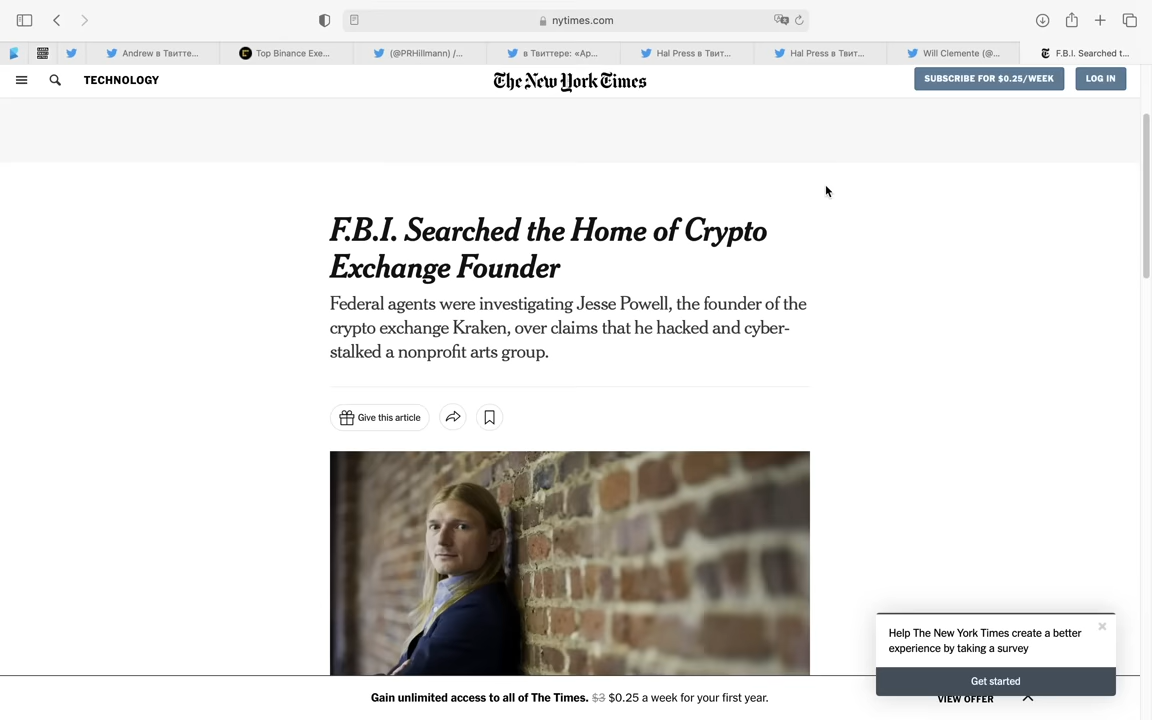 nytimes.com
Andrew в Твитте...
Top Binance Exe...
(@PRHillmann) /...
в Твиттере: «Ap...
Hal Press в Твит...
Hal Press в Твит...
Will Clemente (@...
F.B.I. Searched t...
TECHNOLOGY
The New York Times
SUBSCRIBE FOR $0.25/WEEK
LOG IN
F.B.I. Searched the Home of Crypto
Exchange Founder
Federal agents were investigating Jesse Powell, the founder of the
crypto exchange Kraken, over claims that he hacked and cyber-
stalked a nonprofit arts group.
Give this article
Help The New York Times create a better
experience by taking a survey
Get started
Gain unlimited access to all of The Times. $3 $0.25 a week for your first year.
VIEW OFFER